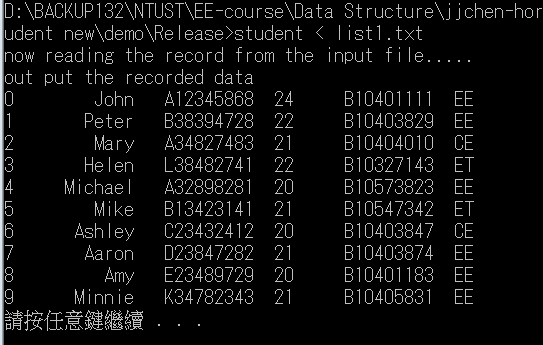 D:\BACKUP132\NTUST\EE-course\Data Structure\jjchen-hor
udent new\demo\Release>student < list1.txt
now reading the record from the input file.....
out put the recorded data
0 John A12345868 24 B10401111 EE
1 Peter B38394728 22 B10403829 EE
2 Mary A34827483 21 B10404010 CE
3 Helen L38482741 22 B10327143 ET
4 Michael A32898281 20 B10573823 EE
5 Mike B13423141 21 B10547342 ET
6 Ashley C23432412 20 B10403847 CE
7 Aaron D23847282 21 B10403874 EE
8 Amy E23489729 20 B10401183 EE
9 Minnie K34782343 21 B10405831 EE
請按任意鍵繼續 . . .